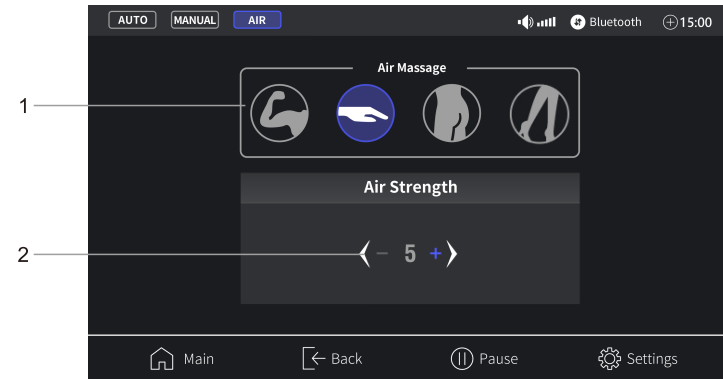 AUTO MANUAL AIR Bluetooth 15:00
Air Massage
1
Air Strength
2 − 5 +
Main Back Pause Settings